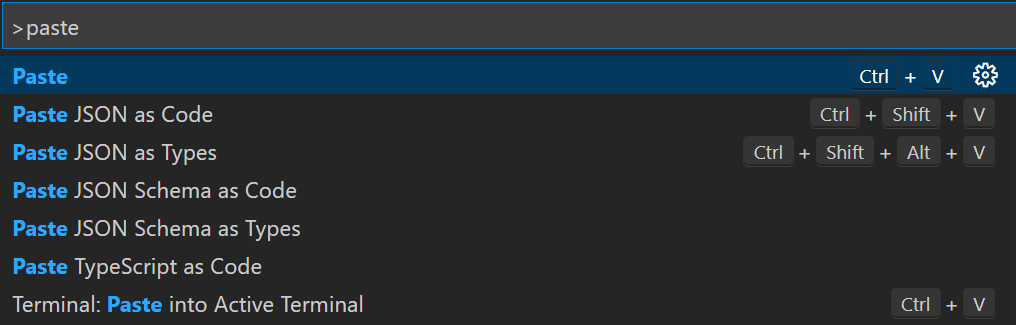 >paste
Paste Ctrl + V
Paste JSON as Code Ctrl + Shift + V
Paste JSON as Types Ctrl + Shift + Alt + V
Paste JSON Schema as Code
Paste JSON Schema as Types
Paste TypeScript as Code
Terminal: Paste into Active Terminal Ctrl + V